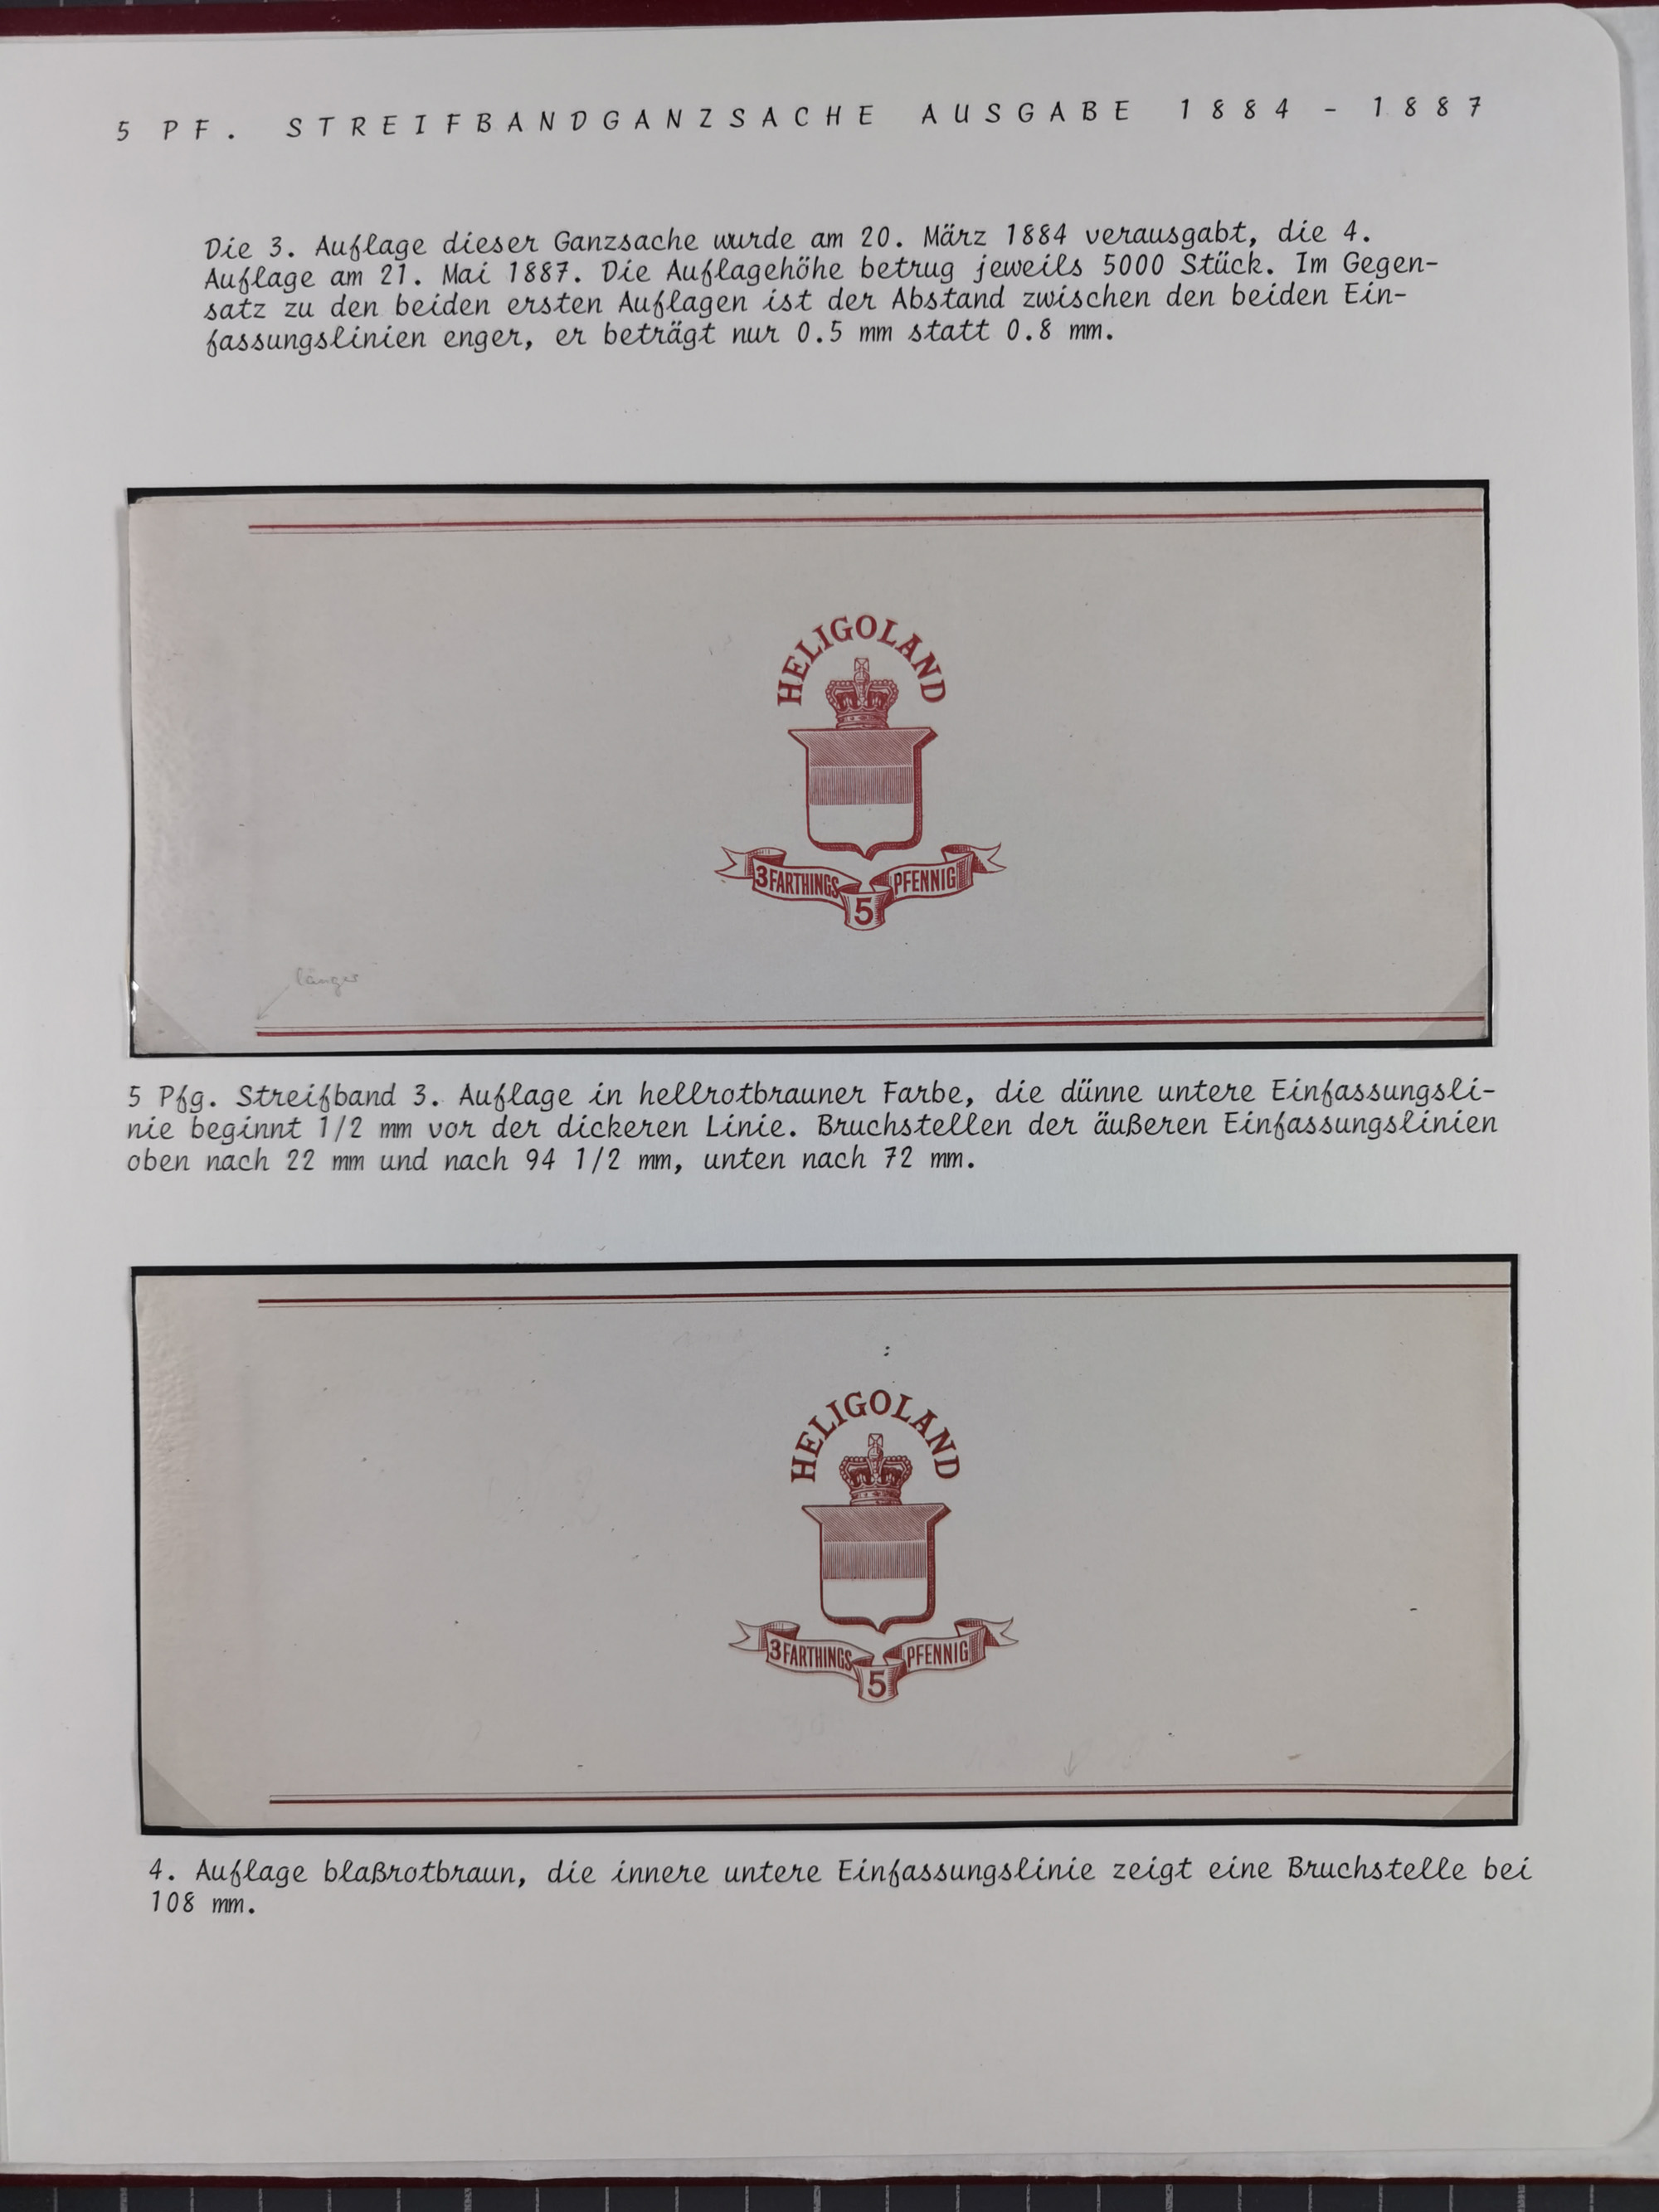 5 PF. STREIFBANDGANZSACHE AUSGABE 1884 - 1887
Die 3. Auflage dieser Ganzsache wurde am 20. März 1884 verausgabt, die 4.
Auflage am 21. Mai 1887. Die Auflagehöhe betrug jeweils 5000 Stück. Im Gegen-
satz zu den beiden ersten Auflagen ist der Abstand zwischen den beiden Ein-
fassungslinien enger, er beträgt nur 0.5 mm statt 0.8 mm.
HELIGOLAND
3 FARTHINGS 5 PFENNIG
länger
5 Pfg. Streifband 3. Auflage in hellrotbrauner Farbe, die dünne untere Einfassungsli-
nie beginnt 1/2 mm vor der dickeren Linie. Bruchstellen der äußeren Einfassungslinien
oben nach 22 mm und nach 94 1/2 mm, unten nach 72 mm.
HELIGOLAND
3 FARTHINGS 5 PFENNIG
4. Auflage blaßrotbraun, die innere untere Einfassungslinie zeigt eine Bruchstelle bei
108 mm.